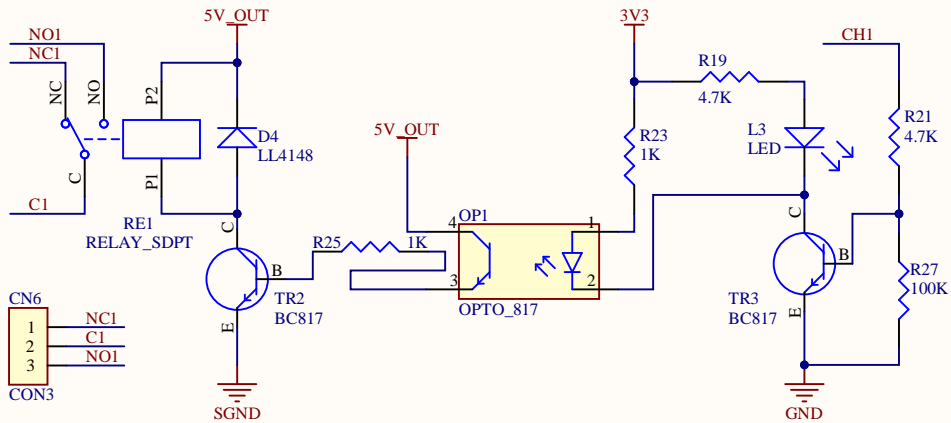 5V_OUT
3V3
NO1
CH1
NC1
R19
4.7K
NC
NO
P2
R21
4.7K
5V_OUT
D4
LL4148
R23
1K
L3
LED
C
P1
C1
RE1
RELAY_SDPT
C
OP1
4
1
C
R25
1K
B
B
3
2
R27
100K
TR2
BC817
OPTO_817
TR3
BC817
CN6
E
E
1
NC1
2
C1
3
NO1
CON3
SGND
GND